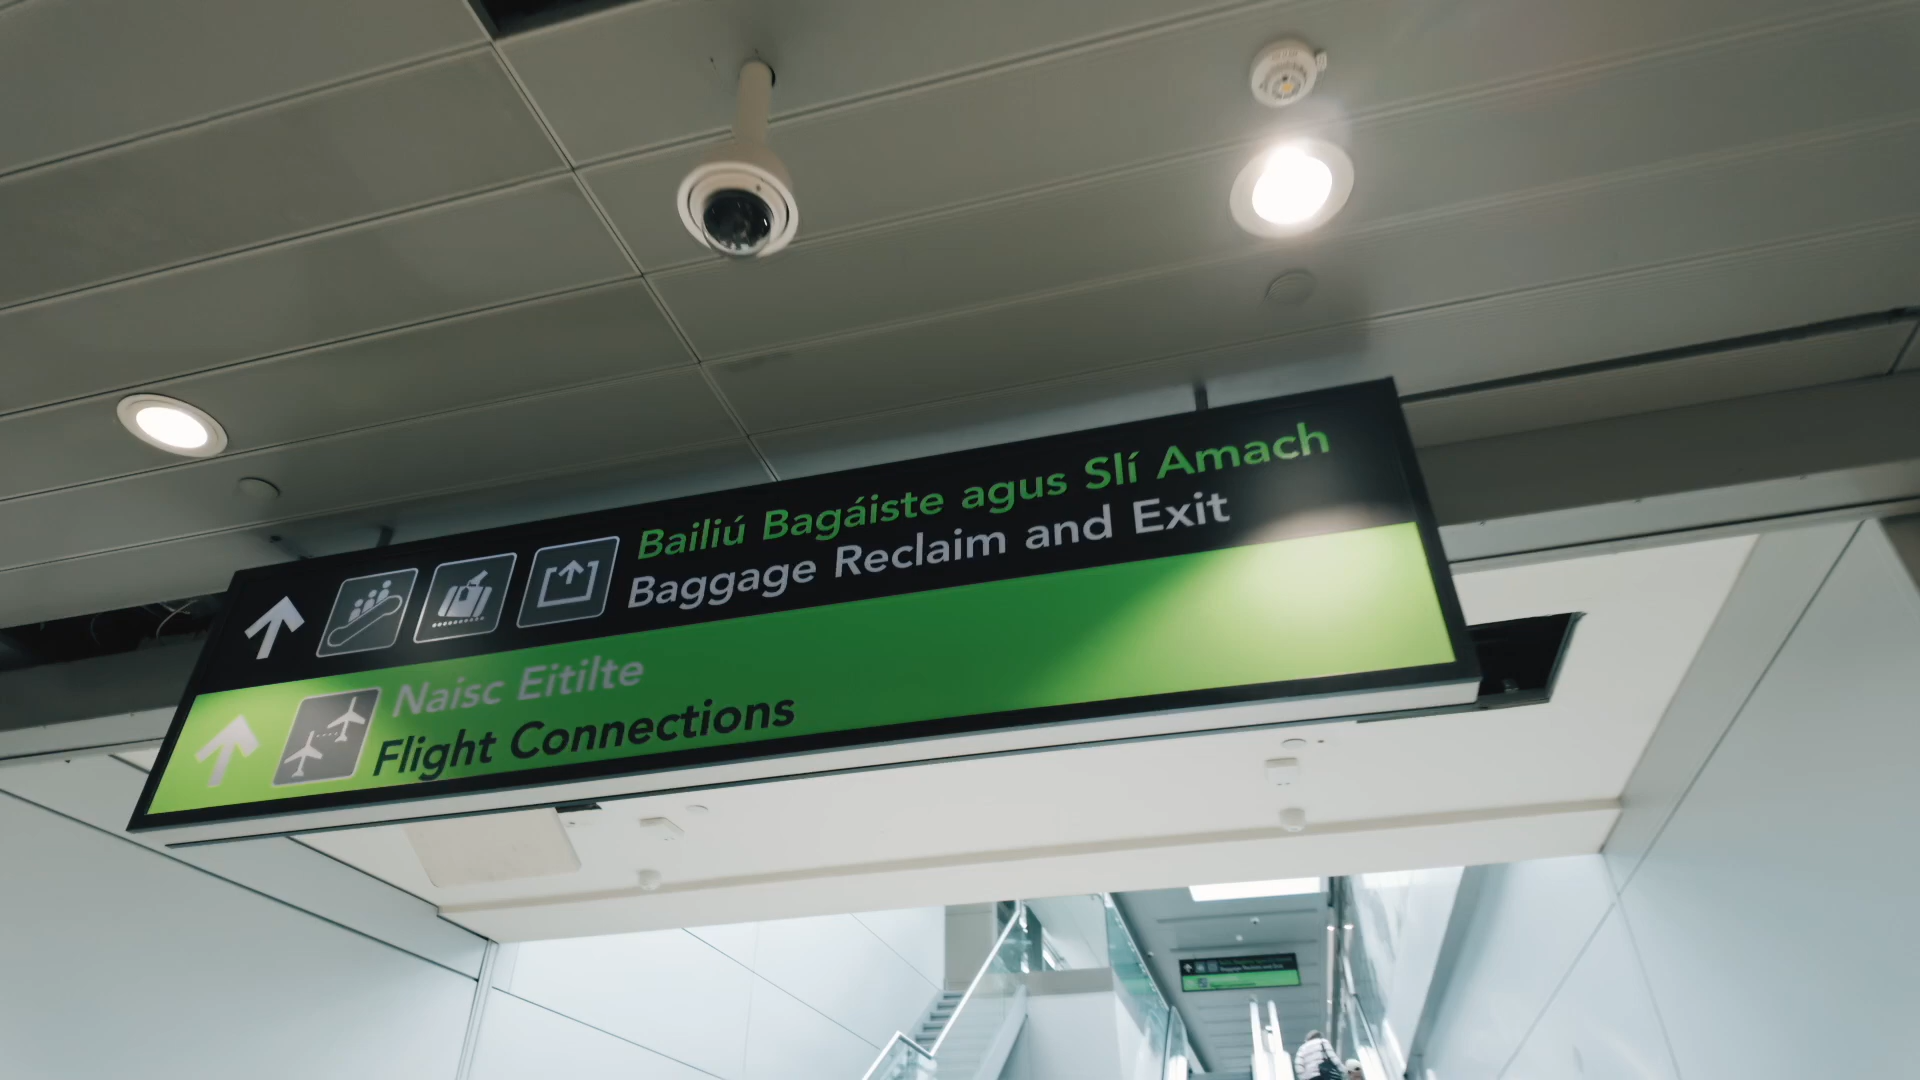 Bailiú Bagáiste agus Slí Amach
Baggage Reclaim and Exit
Naisc Eitilte
Flight Connections